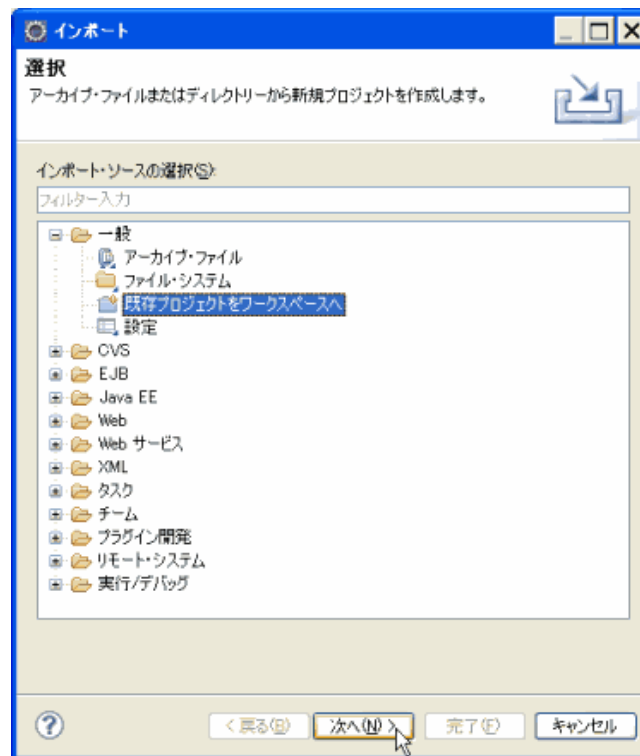 インポート
選択
アーカイブ・ファイルまたはディレクトリーから新規プロジェクトを作成します。
インポート・ソースの選択(S):
フィルター入力
一般
アーカイブ・ファイル
ファイル・システム
既存プロジェクトをワークスペースへ
設定
CVS
EJB
Java EE
Web
Web サービス
XML
タスク
チーム
プラグイン開発
リモート・システム
実行/デバッグ
< 戻る(B) 次へ(N) > 完了(F) キャンセル